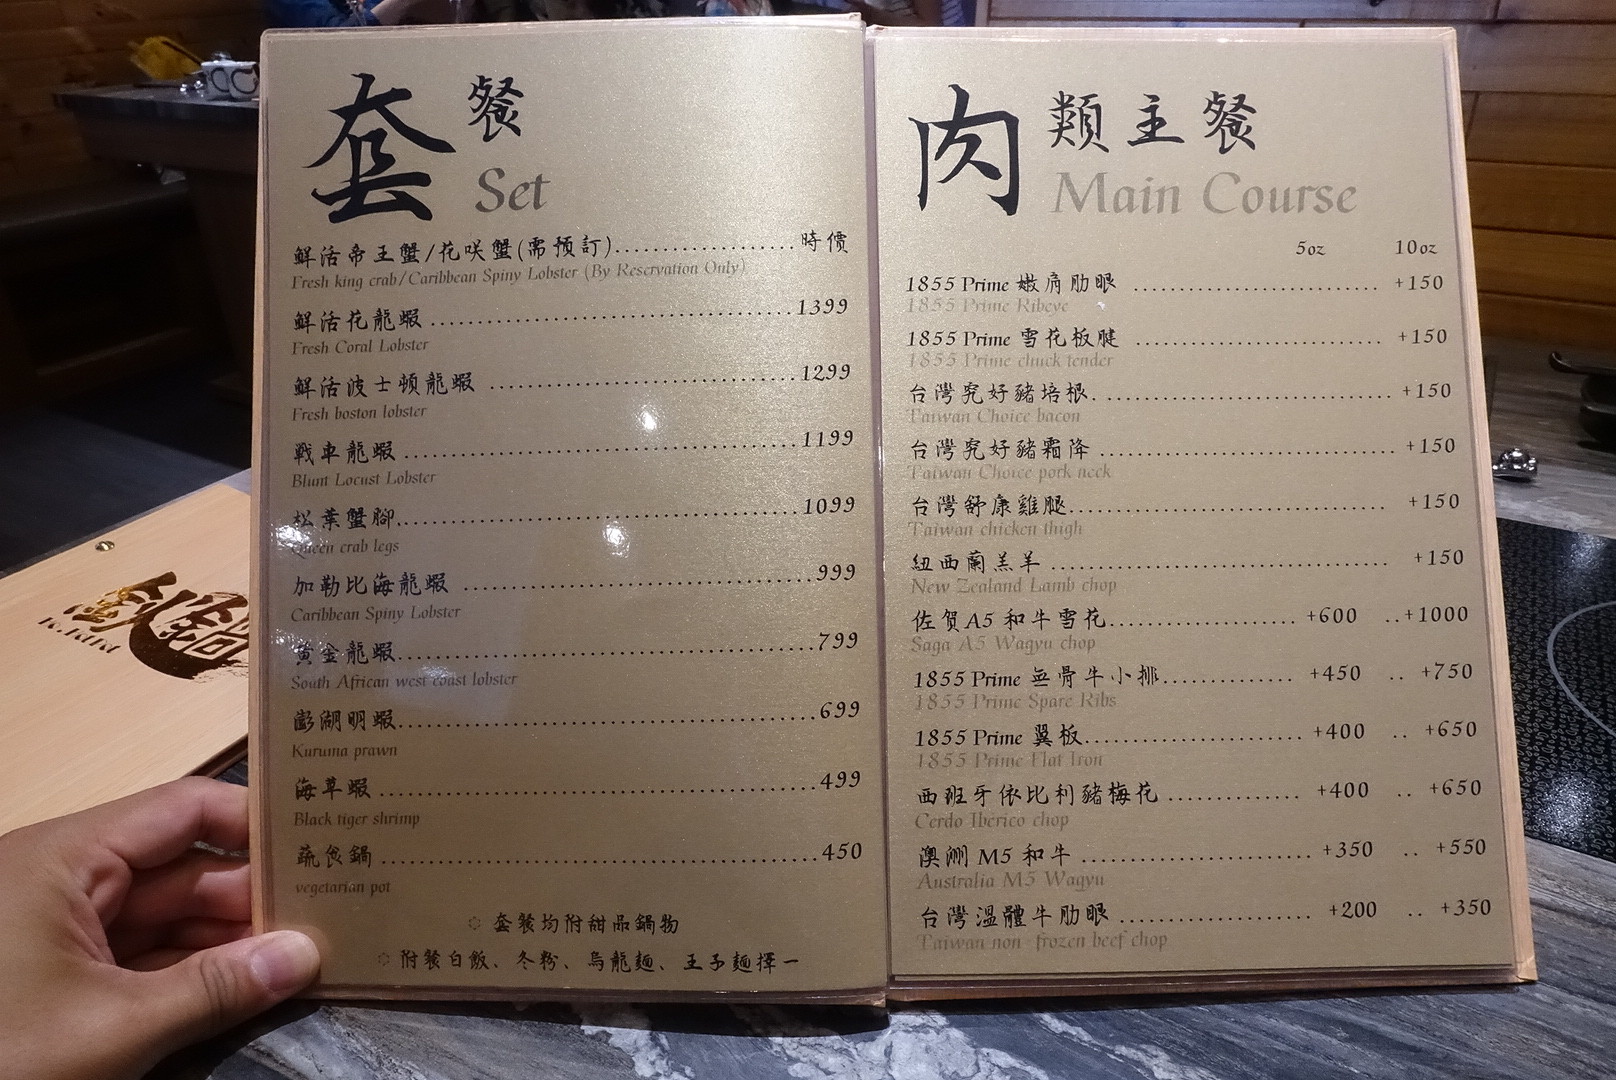 套餐
Set
鮮活帝王蟹/花咲蟹(需預訂)....................時價
Fresh king crab/Caribbean Spiny Lobster (By Reservation Only)
鮮活花龍蝦........................................1399
Fresh Coral Lobster
鮮活波士頓龍蝦..................................1299
Fresh boston lobster
戰車龍蝦............................................1199
Blunt Locust Lobster
松葉蟹腳............................................1099
Queen crab legs
加勒比海龍蝦......................................999
Caribbean Spiny Lobster
黃金龍蝦............................................799
South African west coast lobster
澎湖明蝦............................................699
Kuruma prawn
海草蝦................................................499
Black tiger shrimp
蔬食鍋................................................450
vegetarian pot
套餐均附甜品鍋物
附餐白飯、冬粉、烏龍麵、王子麵擇一
肉類主餐
Main Course
5oz 10oz
1855 Prime 嫩肩肋眼 ............................ +150
1855 Prime Ribeye
1855 Prime 雪花板腱 ............................ +150
1855 Prime chuck tender
台灣究好豬培根................................ +150
Taiwan Choice bacon
台灣究好豬霜降 ................................ +150
Taiwan Choice pork neck
台灣舒康雞腿.................................... +150
Taiwan chicken thigh
紐西蘭羔羊 ...................................... +150
New Zealand Lamb chop
佐賀A5 和牛雪花.................... +600 ..+1000
Saga A5 Wagyu chop
1855 Prime 無骨牛小排.............. +450 .. +750
1855 Prime Spare Ribs
1855 Prime 翼板...................... +400 .. +650
1855 Prime Flat Iron
西班牙依比利豬梅花 .............. +400 .. +650
Cerdo Iberico chop
澳洲 M5 和牛 ........................ +350 .. +550
Australia M5 Wagyu
台灣溫體牛肋眼 .................... +200 .. +350
Taiwan non-frozen beef chop